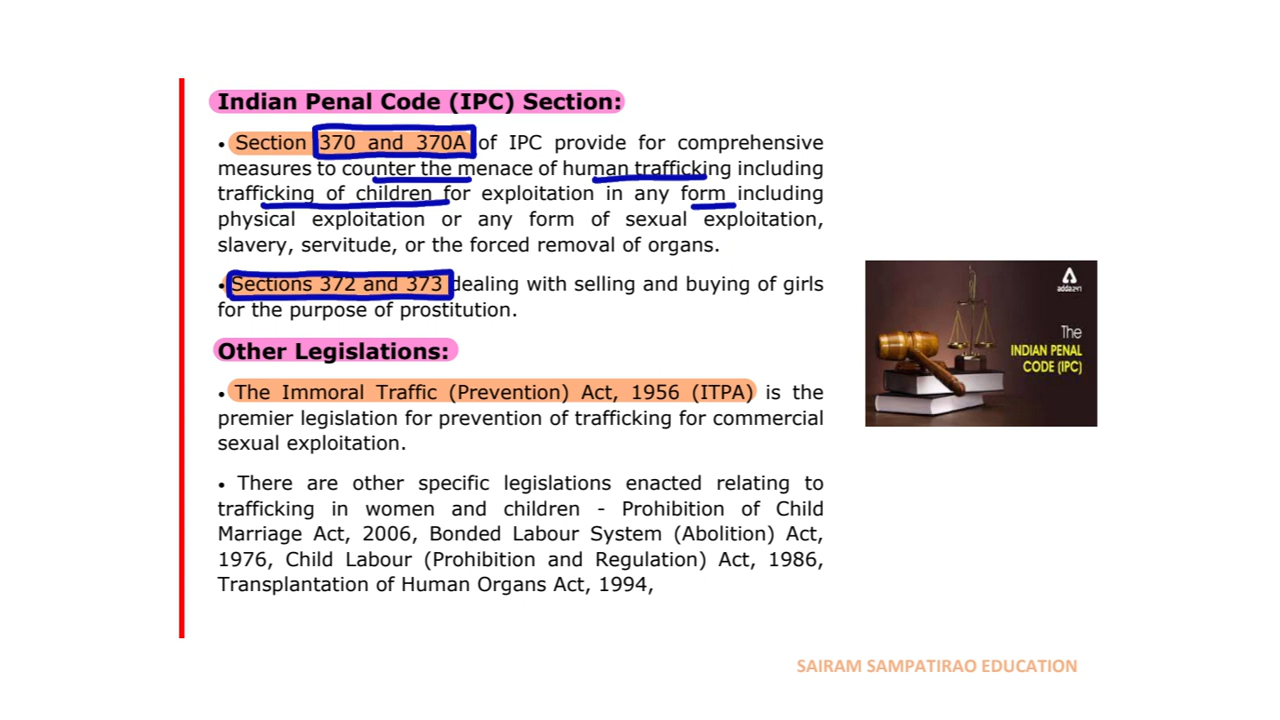 Indian Penal Code (IPC) Section:
• Section 370 and 370A of IPC provide for comprehensive
measures to counter the menace of human trafficking including
trafficking of children for exploitation in any form including
physical exploitation or any form of sexual exploitation,
slavery, servitude, or the forced removal of organs.
• Sections 372 and 373 dealing with selling and buying of girls
for the purpose of prostitution.
Other Legislations:
• The Immoral Traffic (Prevention) Act, 1956 (ITPA) is the
premier legislation for prevention of trafficking for commercial
sexual exploitation.
• There are other specific legislations enacted relating to
trafficking in women and children - Prohibition of Child
Marriage Act, 2006, Bonded Labour System (Abolition) Act,
1976, Child Labour (Prohibition and Regulation) Act, 1986,
Transplantation of Human Organs Act, 1994,
adda247
The
INDIAN PENAL
CODE (IPC)
SAIRAM SAMPATIRAO EDUCATION